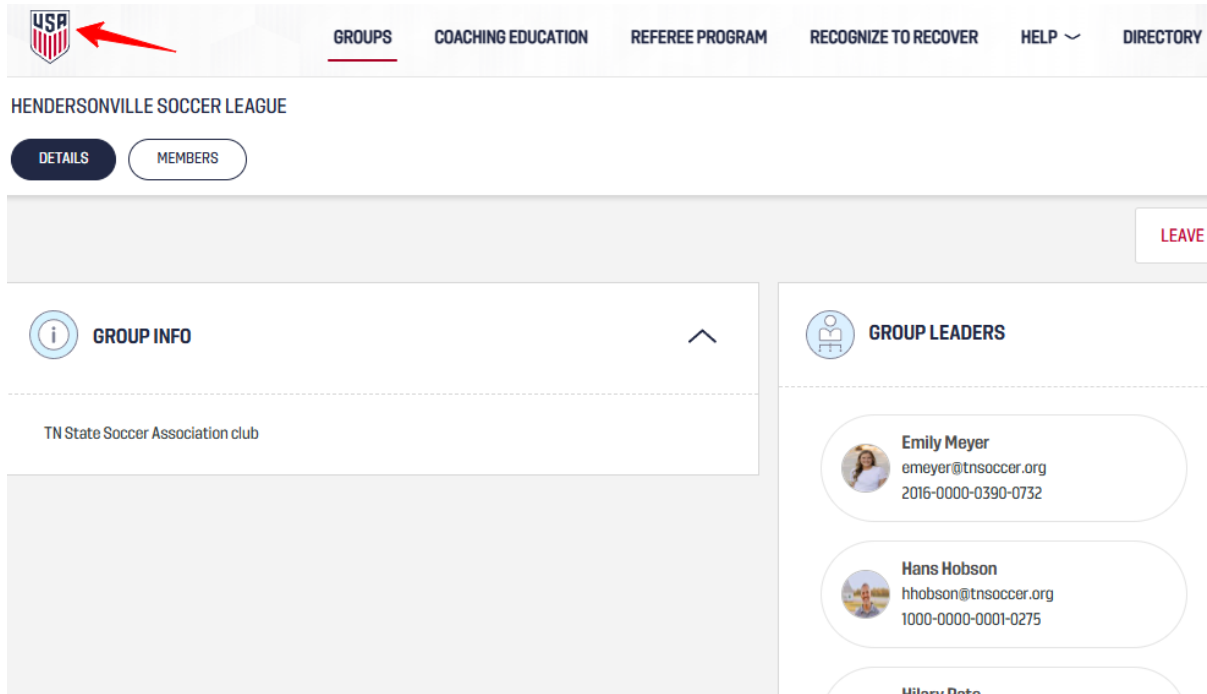 USA
GROUPS COACHING EDUCATION REFEREE PROGRAM RECOGNIZE TO RECOVER HELP DIRECTORY
HENDERSONVILLE SOCCER LEAGUE
DETAILS MEMBERS
LEAVE
GROUP INFO
TN State Soccer Association club
GROUP LEADERS
Emily Meyer
emeyer@tnsoccer.org
2016-0000-0390-0732
Hans Hobson
hhobson@tnsoccer.org
1000-0000-0001-0275